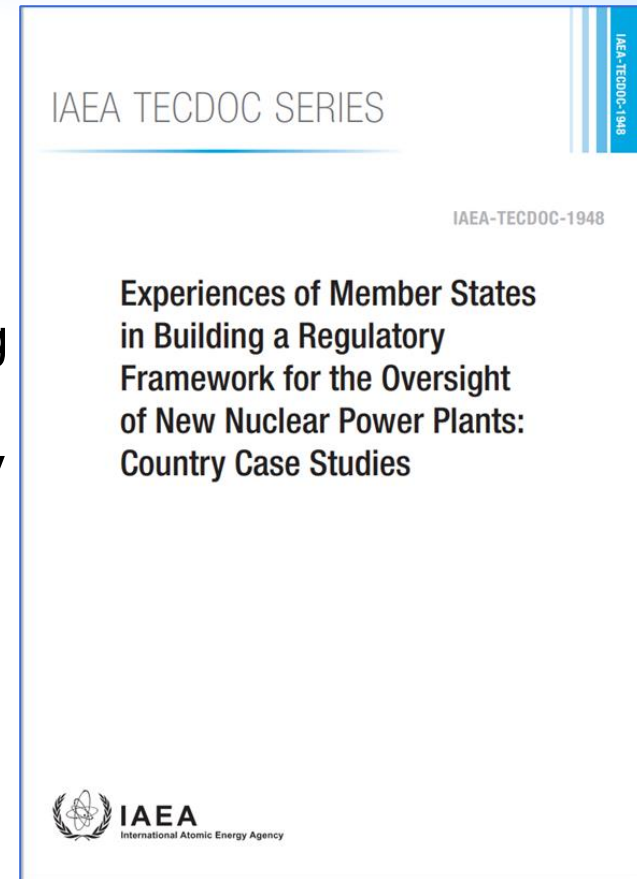 IAEA TECDOC SERIES
IAEA-TECDOC-1948
IAEA-TECDOC-1948
Experiences of Member States
in Building a Regulatory
Framework for the Oversight
of New Nuclear Power Plants:
Country Case Studies
IAEA
International Atomic Energy Agency